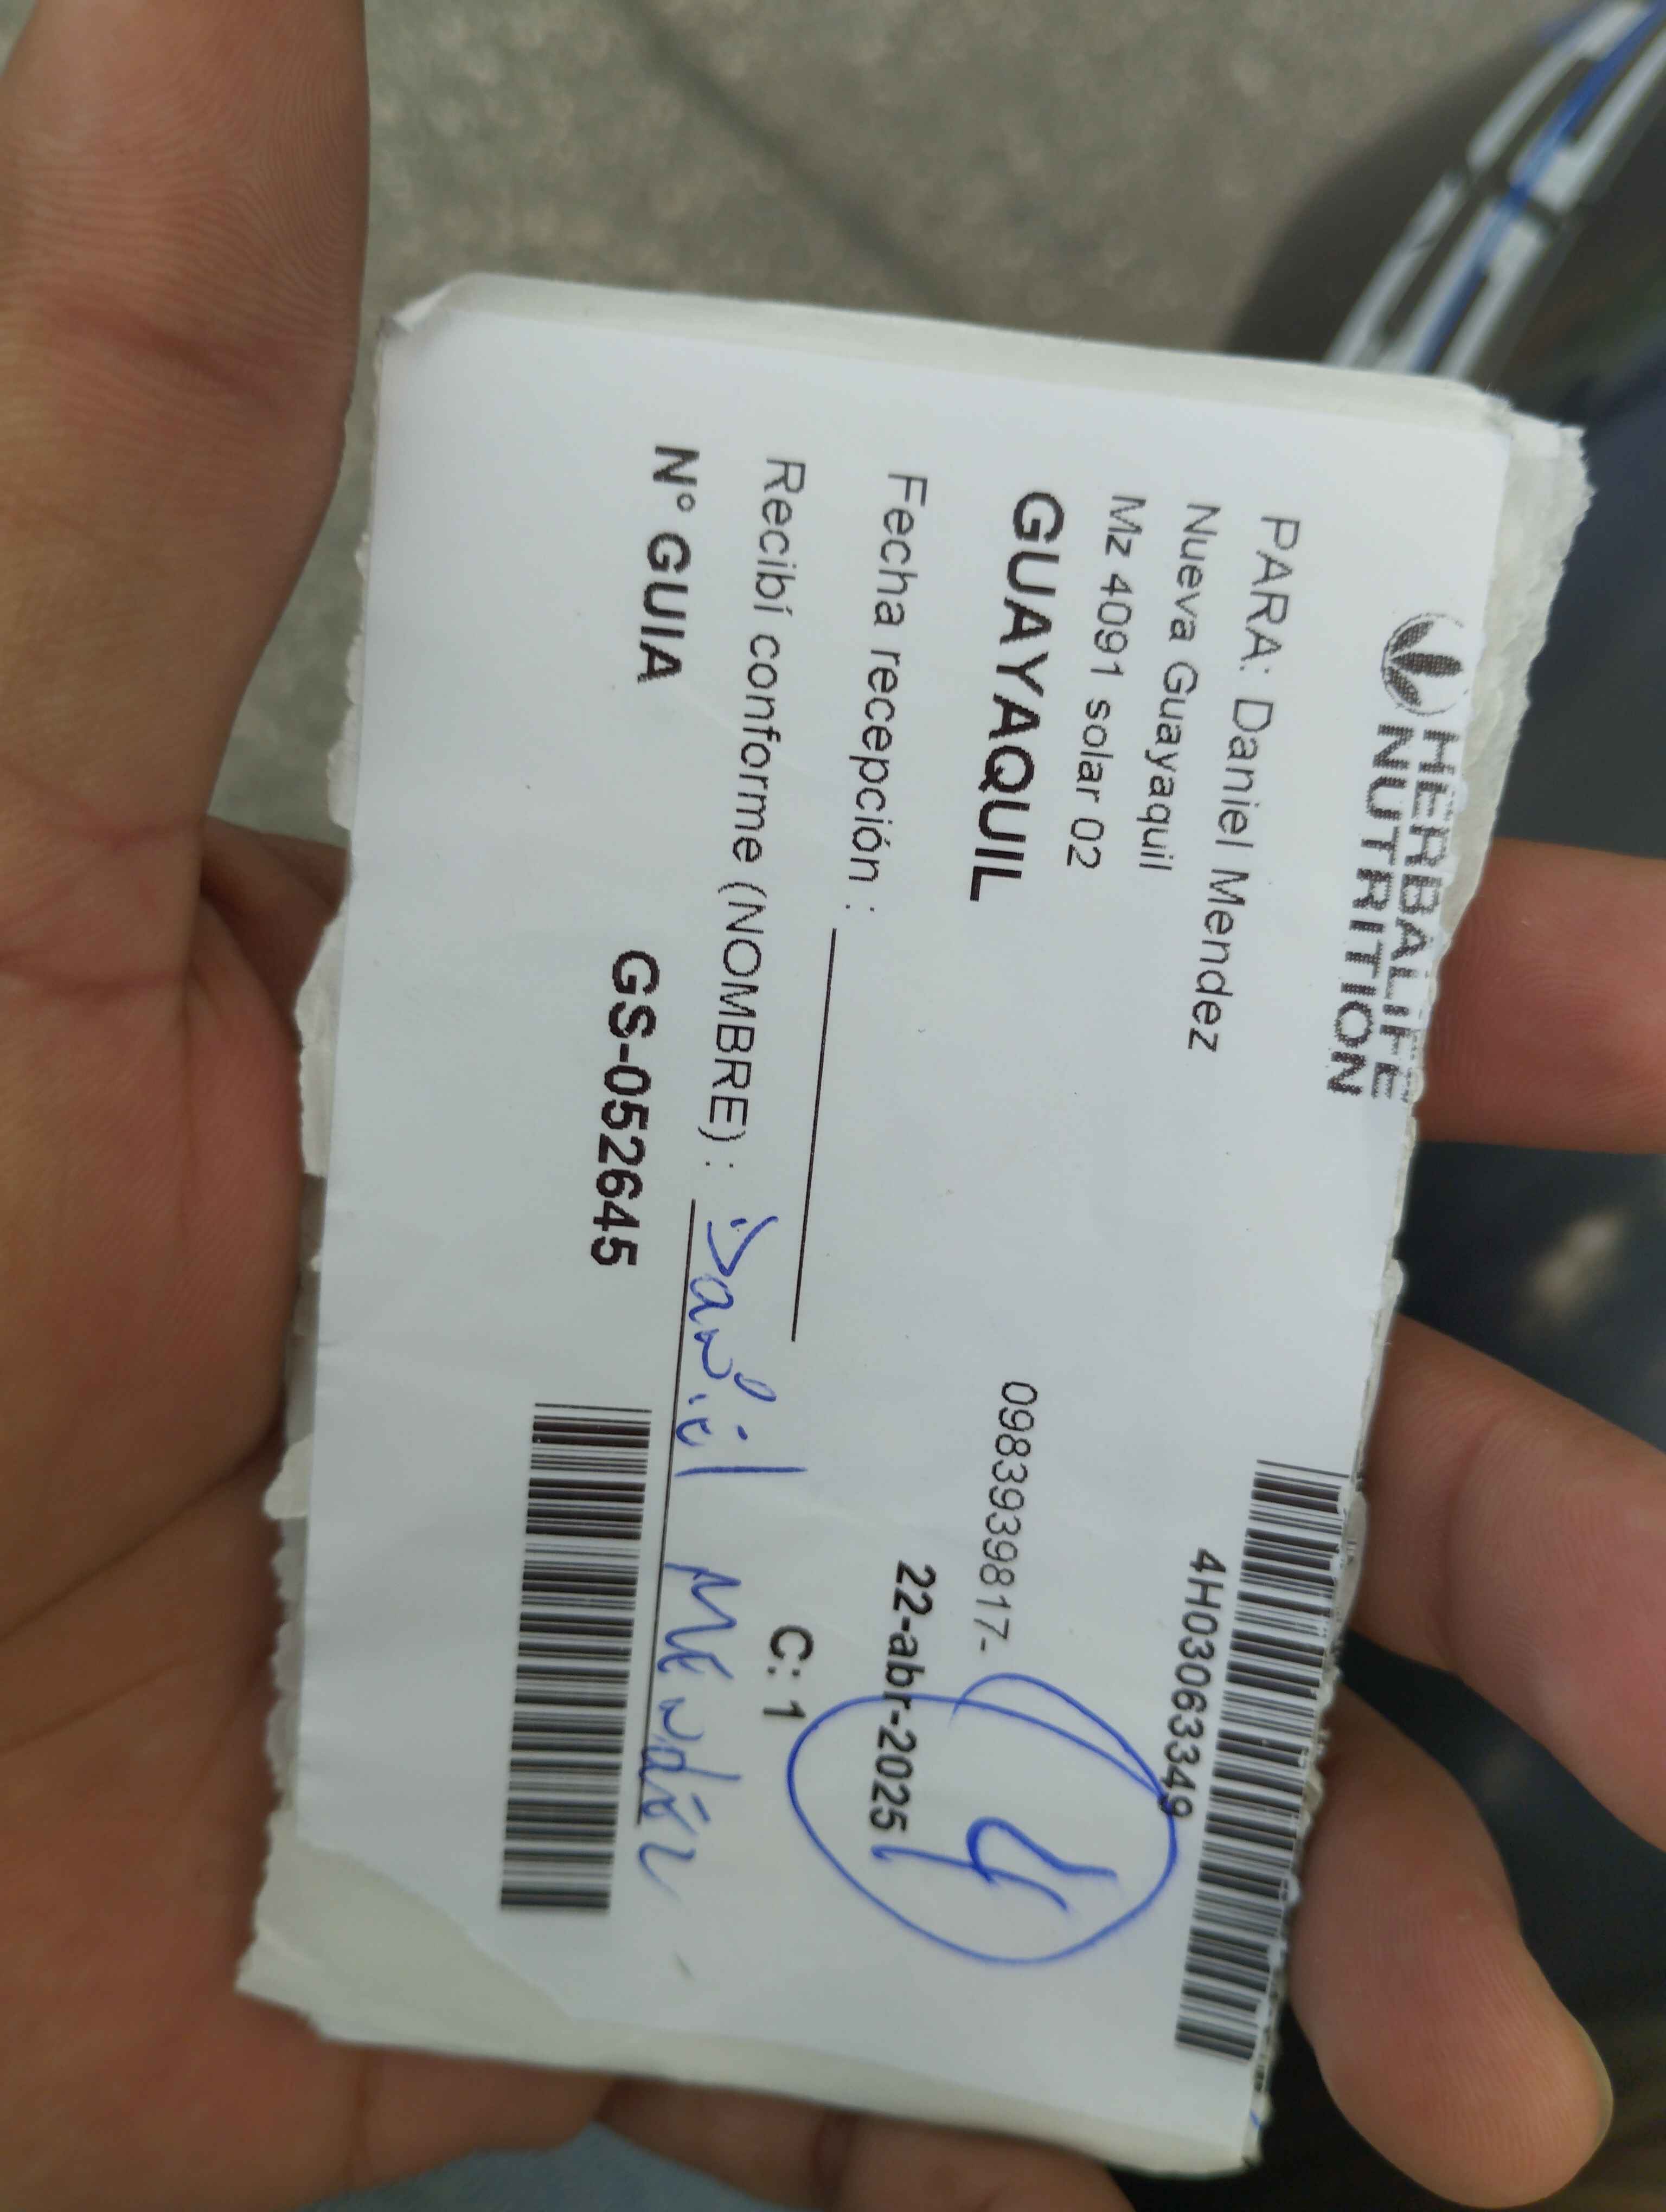 HERBALIFE
NUTRITION
4H03063349
PARA: Daniel Mendez
Nueva Guayaquil
Mz 4091 solar 02
GUAYAQUIL
0983939817-
4
22-abr-2025
Fecha recepción :
C: 1
Recibí conforme (NOMBRE) : Daniel Mendez
N° GUIA GS-052645